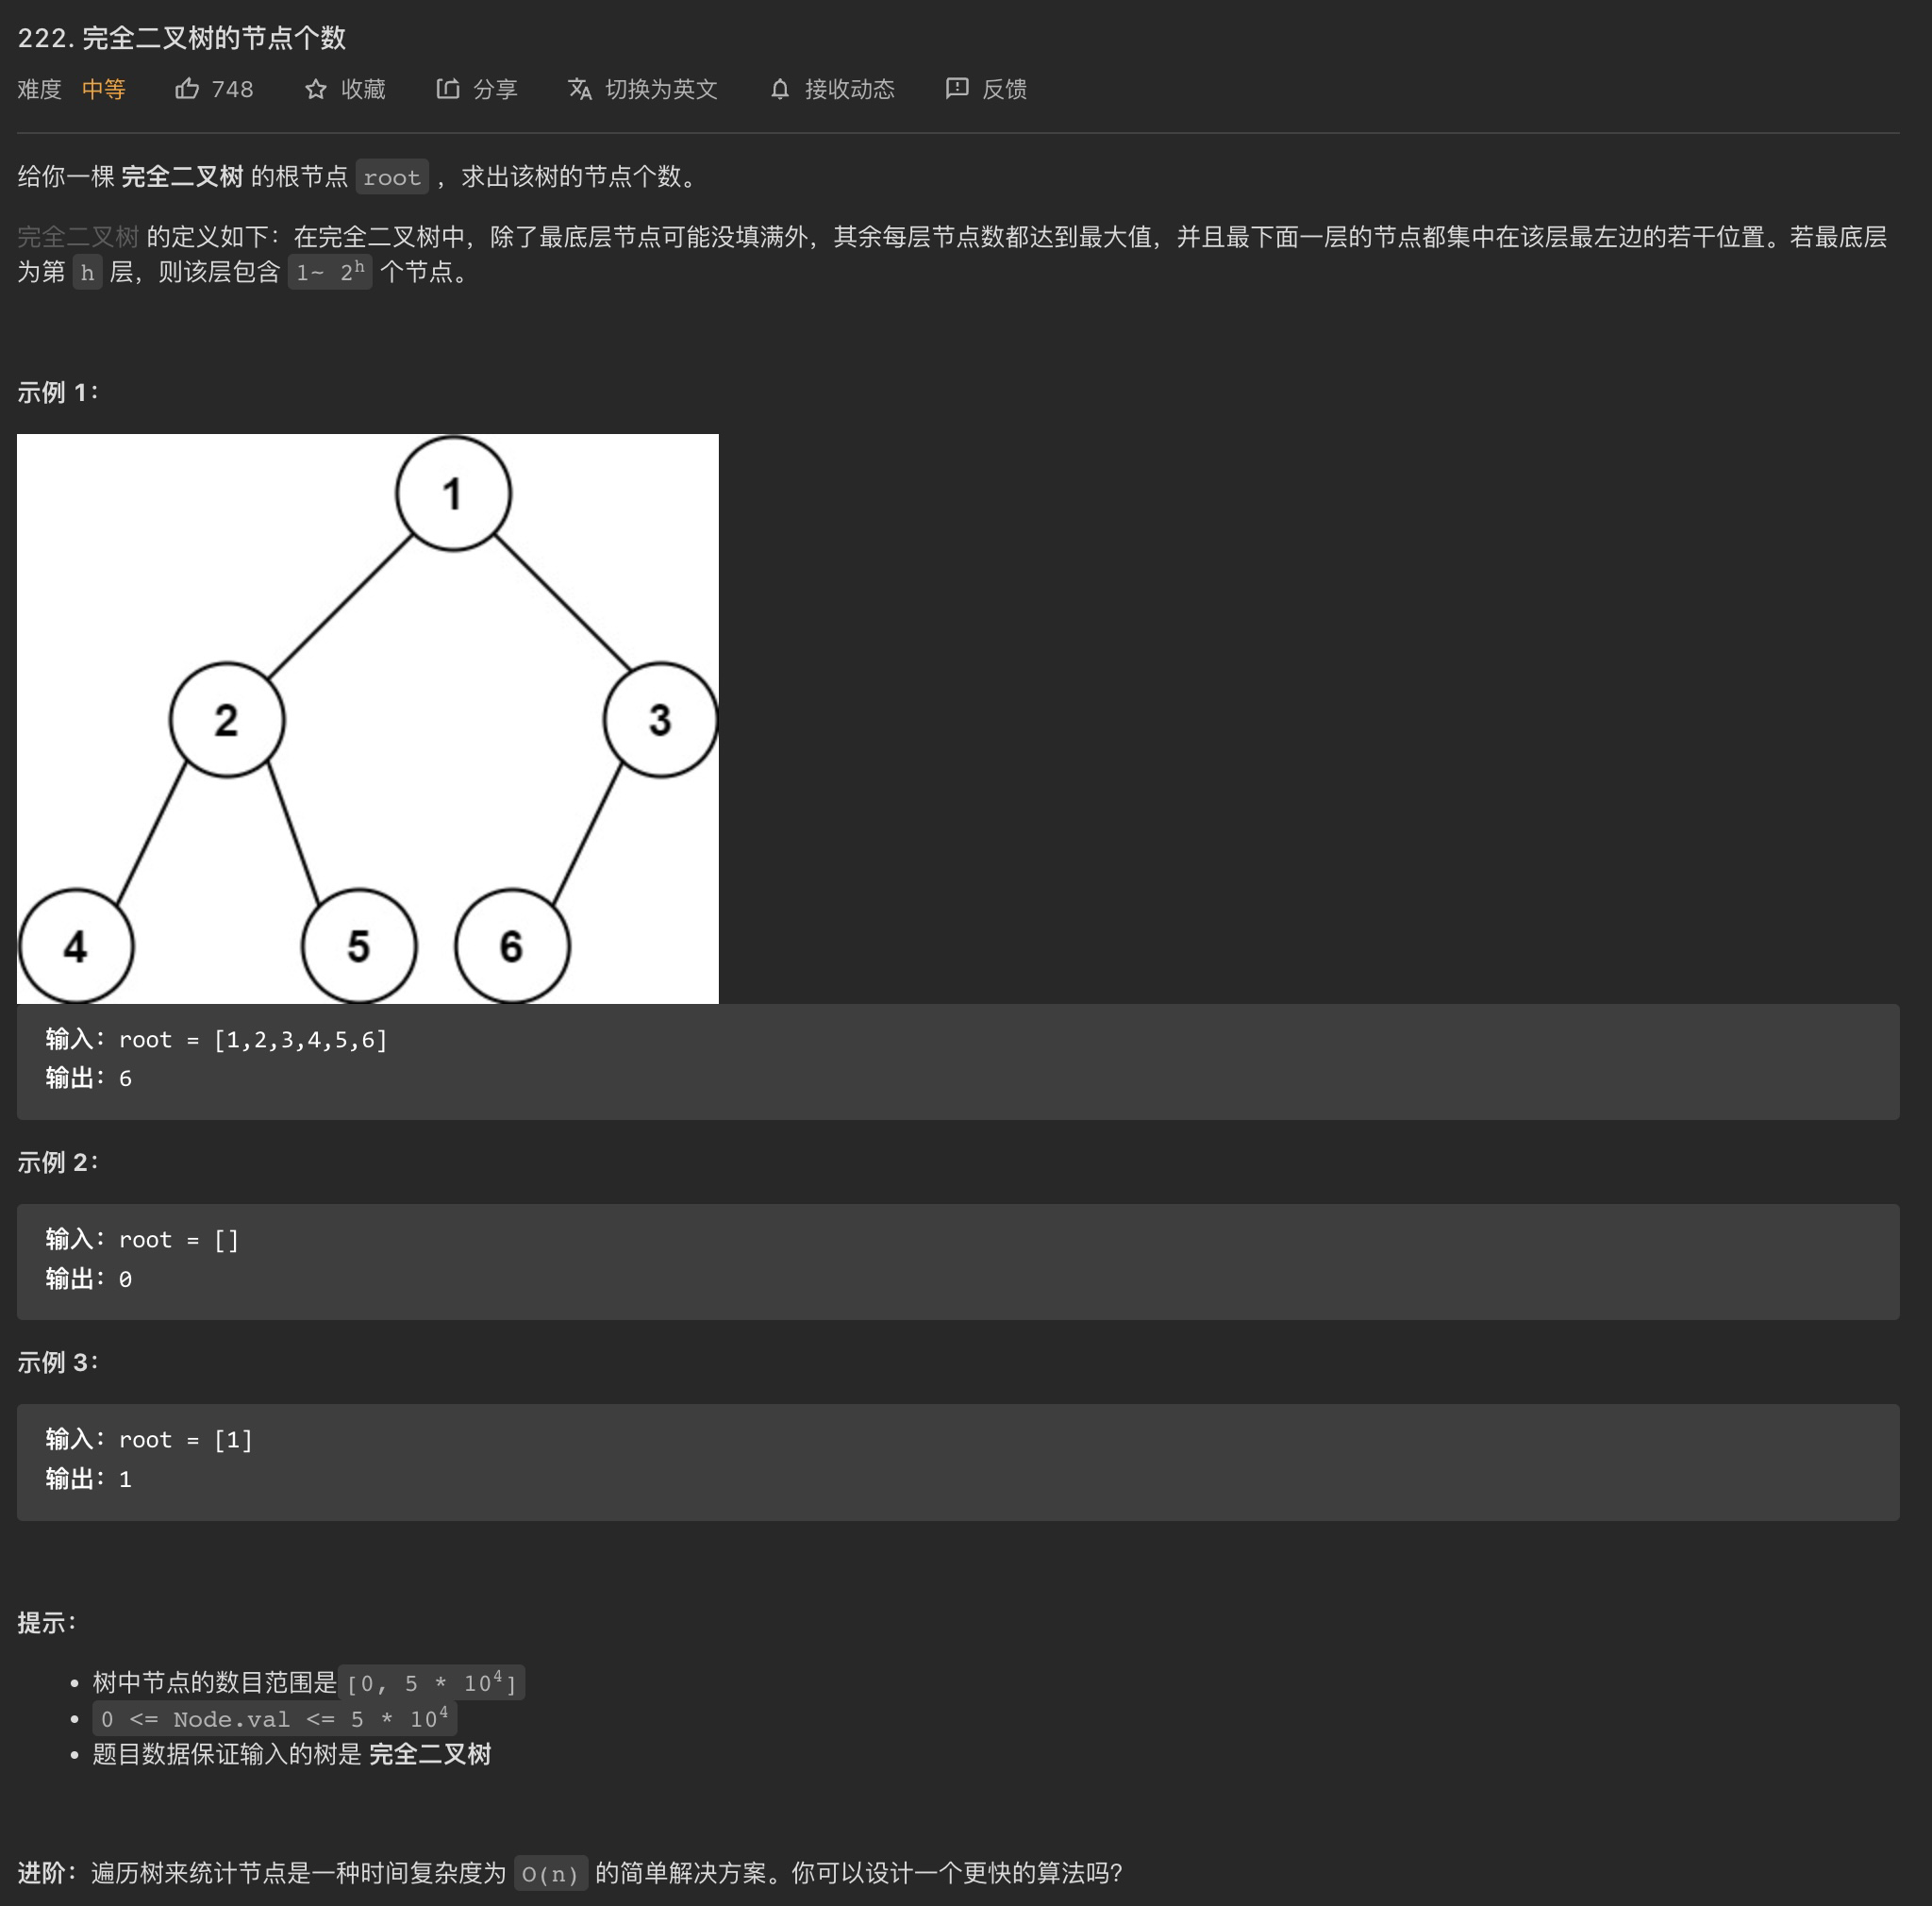 222. 完全二叉树的节点个数
难度 中等 748 收藏 分享 切换为英文 接收动态 反馈
给你一棵 完全二叉树 的根节点 root ，求出该树的节点个数。
完全二叉树 的定义如下：在完全二叉树中，除了最底层节点可能没填满外，其余每层节点数都达到最大值，并且最下面一层的节点都集中在该层最左边的若干位置。若最底层
为第 h 层，则该层包含 1~ 2^h 个节点。
示例 1：
1
2 3
4 5 6
输入：root = [1,2,3,4,5,6]
输出：6
示例 2：
输入：root = []
输出：0
示例 3：
输入：root = [1]
输出：1
提示：
• 树中节点的数目范围是[0, 5 * 10^4]
• 0 <= Node.val <= 5 * 10^4
• 题目数据保证输入的树是 完全二叉树
进阶：遍历树来统计节点是一种时间复杂度为 O(n) 的简单解决方案。你可以设计一个更快的算法吗？